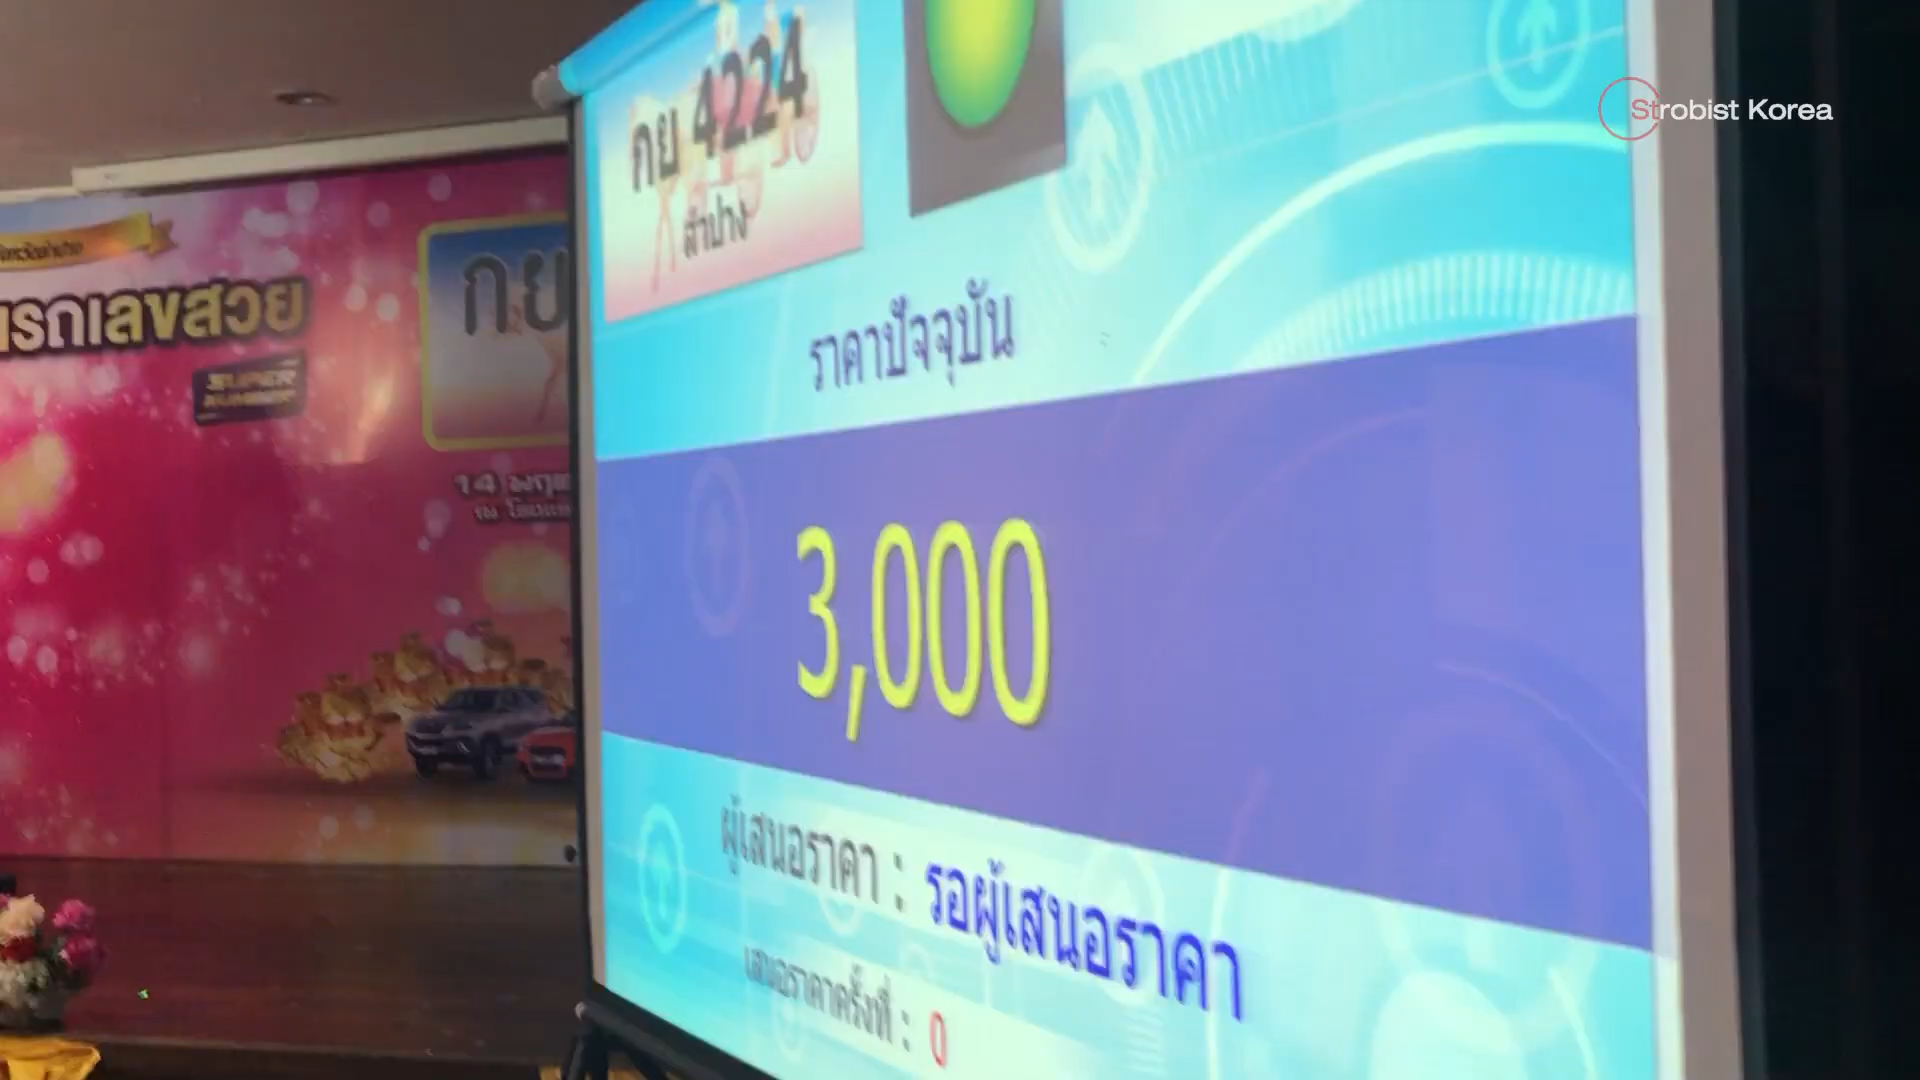 Strobist Korea
กย 4224
ลำปาง
ราคาปัจจุบัน
3,000
ผู้เสนอราคา : รอผู้เสนอราคา
เสนอราคาครั้งที่ : 0
รถเลขสวย
SUPER
NUMBER
กย
14